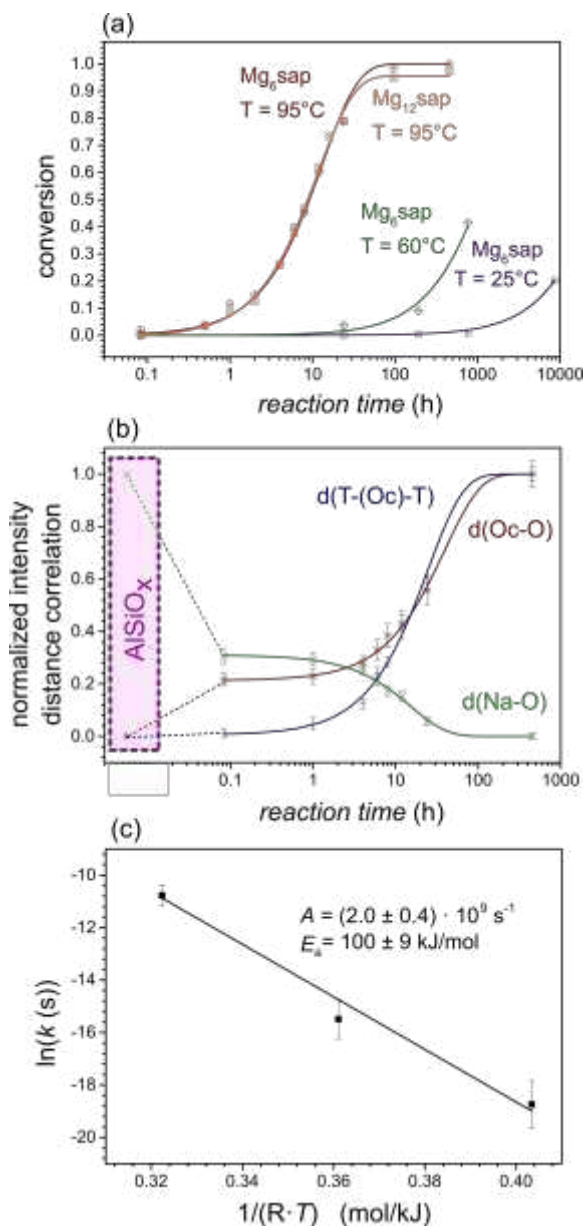 (a)
conversion
1.0
0.9
0.8
0.7
0.6
0.5
0.4
0.3
0.2
0.1
0.0
Mg₆sap
T = 95°C
Mg₁₂sap
T = 95°C
Mg₆sap
T = 60°C
Mg₆sap
T = 25°C
0.1 1 10 100 1000 10000
reaction time (h)
(b)
normalized intensity
distance correlation
1.0
0.8
0.6
0.4
0.2
0.0
AlSiOₓ
d(T-(Oc)-T)
d(Oc-O)
d(Na-O)
0.1 1 10 100 1000
reaction time (h)
(c)
ln(k (s))
-10
-12
-14
-16
-18
-20
A = (2.0 ± 0.4) · 10⁹ s⁻¹
Eₐ = 100 ± 9 kJ/mol
0.32 0.34 0.36 0.38 0.40
1/(R·T) (mol/kJ)